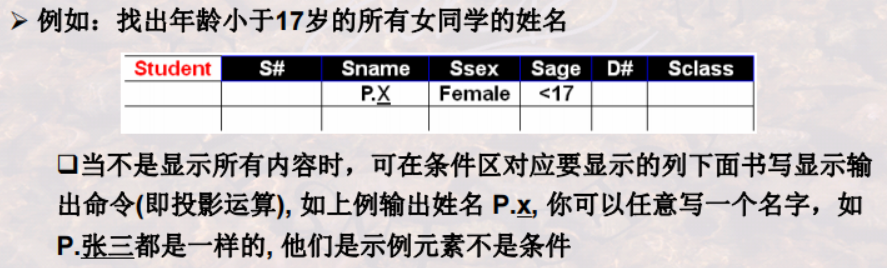 ➢ 例如：找出年龄小于17岁的所有女同学的姓名
Student S# Sname Ssex Sage D# Sclass
P.X Female <17
❑当不是显示所有内容时，可在条件区对应要显示的列下面书写显示输
出命令(即投影运算), 如上例输出姓名 P.x, 你可以任意写一个名字，如
P.张三都是一样的, 他们是示例元素不是条件